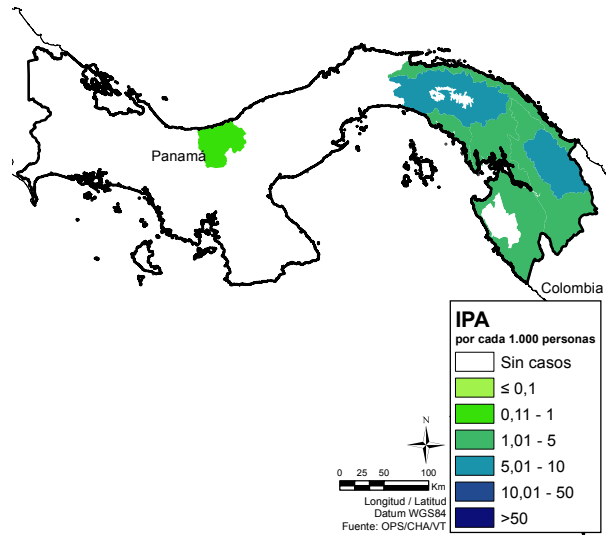 Panamá
Colombia
IPA
por cada 1.000 personas
Sin casos
≤ 0,1
0,11 - 1
1,01 - 5
5,01 - 10
10,01 - 50
>50
N
0 25 50 100
Km
Longitud / Latitud
Datum WGS84
Fuente: OPS/CHA/VT